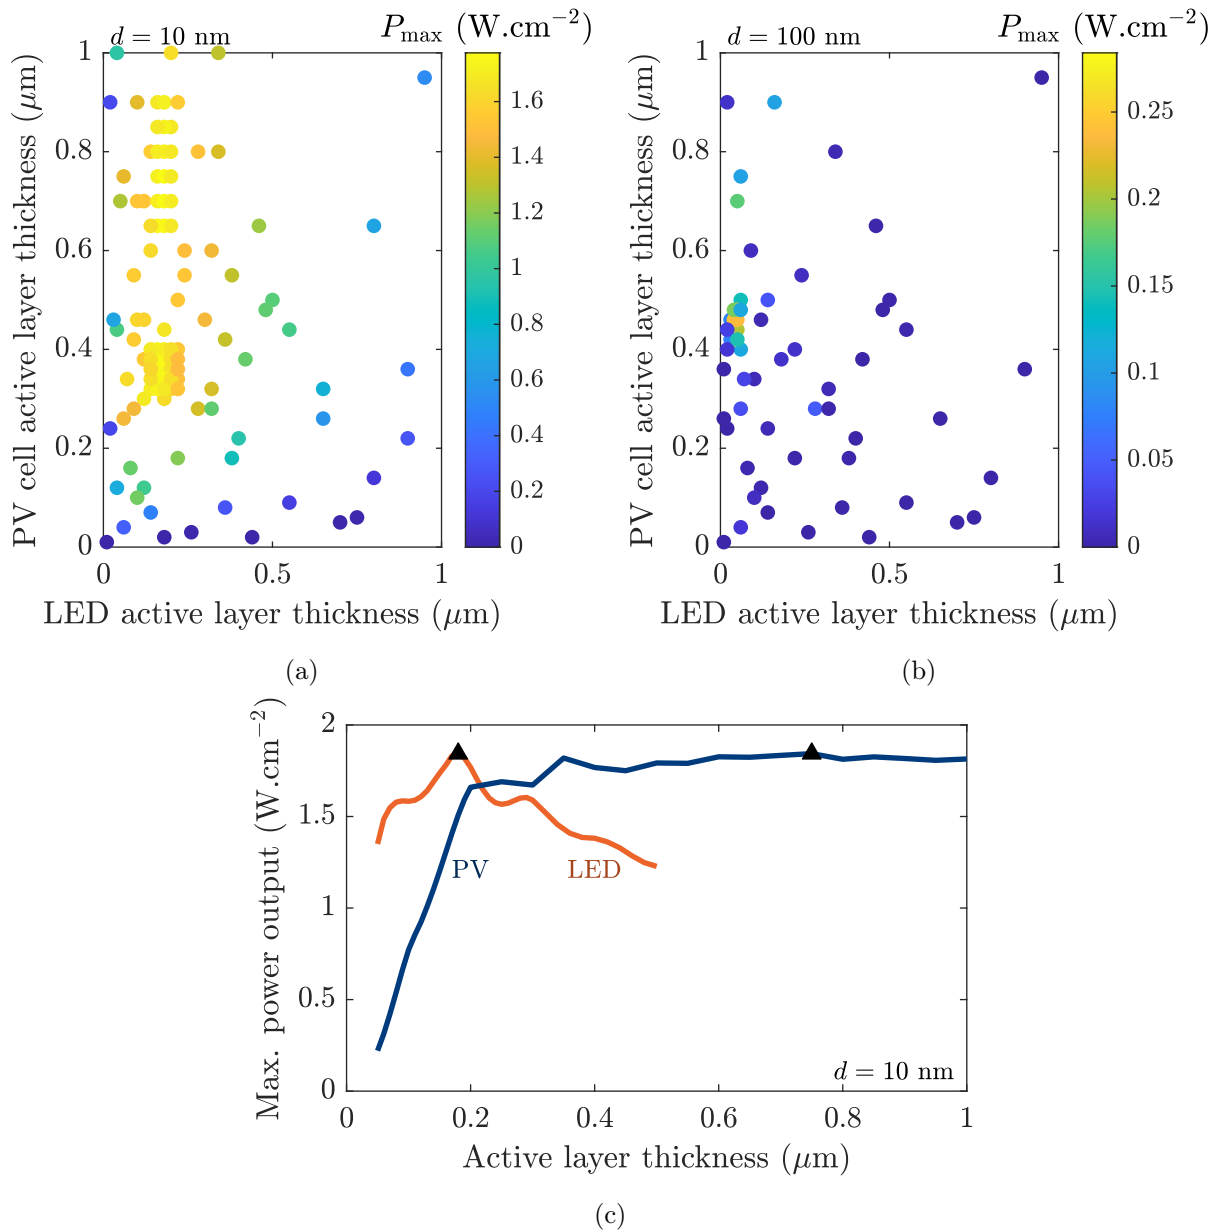 d = 10 nm
P_max (W.cm⁻²)
1
0.8
0.6
0.4
0.2
0
PV cell active layer thickness (μm)
0
0.5
1
LED active layer thickness (μm)
1.6
1.4
1.2
1
0.8
0.6
0.4
0.2
0
(a)
d = 100 nm
P_max (W.cm⁻²)
1
0.8
0.6
0.4
0.2
0
PV cell active layer thickness (μm)
0
0.5
1
LED active layer thickness (μm)
0.25
0.2
0.15
0.1
0.05
0
(b)
2
1.5
1
0.5
0
Max. power output (W.cm⁻²)
PV
LED
d = 10 nm
0
0.2
0.4
0.6
0.8
1
Active layer thickness (μm)
(c)